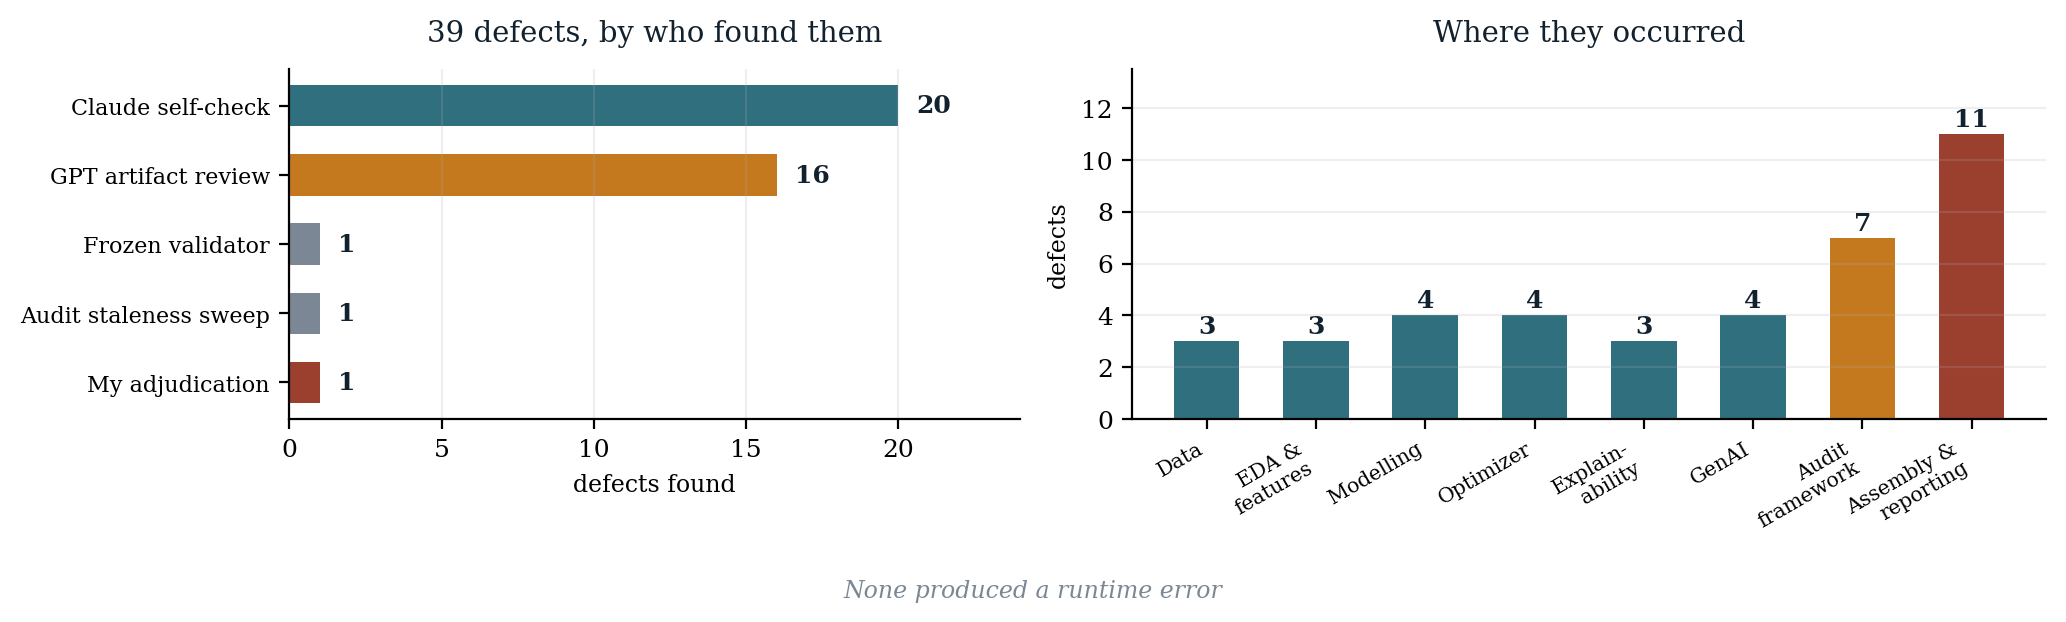 39 defects, by who found them
Claude self-check
20
GPT artifact review
16
Frozen validator
1
Audit staleness sweep
1
My adjudication
1
0 5 10 15 20
defects found
Where they occurred
defects
12
10
8
6
4
2
0
3
3
4
4
3
4
7
11
Data
EDA &
features
Modelling
Optimizer
Explain-
ability
GenAI
Audit
framework
Assembly &
reporting
None produced a runtime error